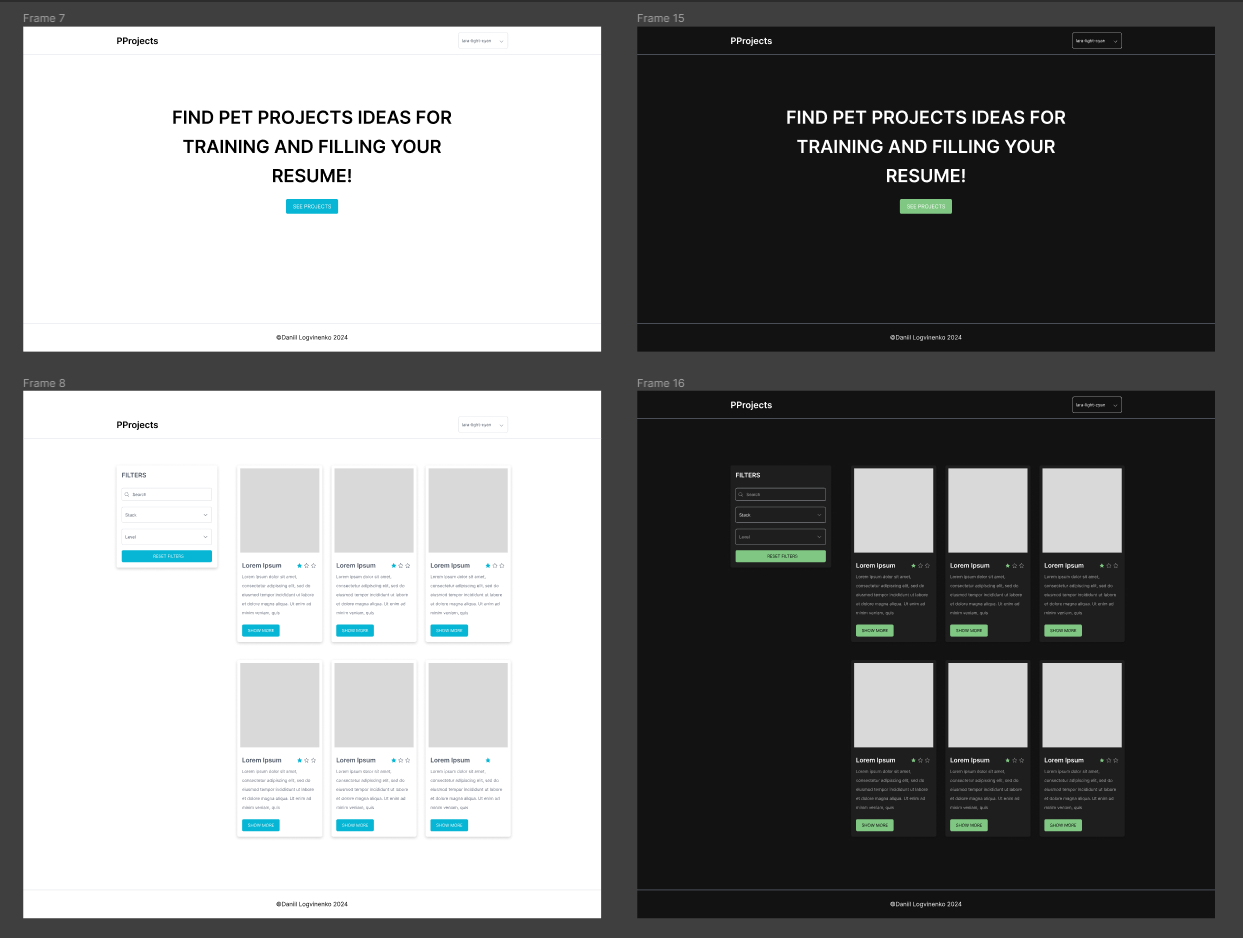 Frame 7
PProjects
lara-light-cyan
FIND PET PROJECTS IDEAS FOR
TRAINING AND FILLING YOUR
RESUME!
SEE PROJECTS
©Daniil Logvinenko 2024
Frame 15
PProjects
lara-light-cyan
FIND PET PROJECTS IDEAS FOR
TRAINING AND FILLING YOUR
RESUME!
SEE PROJECTS
©Daniil Logvinenko 2024
Frame 8
PProjects
lara-light-cyan
FILTERS
Search
Stack
Level
RESET FILTERS
Lorem Ipsum
Lorem ipsum dolor sit amet,
consectetur adipiscing elit, sed do
eiusmod tempor incididunt ut labore
et dolore magna aliqua. Ut enim ad
minim veniam, quis
SHOW MORE
Lorem Ipsum
Lorem ipsum dolor sit amet,
consectetur adipiscing elit, sed do
eiusmod tempor incididunt ut labore
et dolore magna aliqua. Ut enim ad
minim veniam, quis
SHOW MORE
Lorem Ipsum
Lorem ipsum dolor sit amet,
consectetur adipiscing elit, sed do
eiusmod tempor incididunt ut labore
et dolore magna aliqua. Ut enim ad
minim veniam, quis
SHOW MORE
Lorem Ipsum
Lorem ipsum dolor sit amet,
consectetur adipiscing elit, sed do
eiusmod tempor incididunt ut labore
et dolore magna aliqua. Ut enim ad
minim veniam, quis
SHOW MORE
Lorem Ipsum
Lorem ipsum dolor sit amet,
consectetur adipiscing elit, sed do
eiusmod tempor incididunt ut labore
et dolore magna aliqua. Ut enim ad
minim veniam, quis
SHOW MORE
Lorem Ipsum
Lorem ipsum dolor sit amet,
consectetur adipiscing elit, sed do
eiusmod tempor incididunt ut labore
et dolore magna aliqua. Ut enim ad
minim veniam, quis
SHOW MORE
©Daniil Logvinenko 2024
Frame 16
PProjects
lara-light-cyan
FILTERS
Search
Stack
Level
RESET FILTERS
Lorem Ipsum
Lorem ipsum dolor sit amet,
consectetur adipiscing elit, sed do
eiusmod tempor incididunt ut labore
et dolore magna aliqua. Ut enim ad
minim veniam, quis
SHOW MORE
Lorem Ipsum
Lorem ipsum dolor sit amet,
consectetur adipiscing elit, sed do
eiusmod tempor incididunt ut labore
et dolore magna aliqua. Ut enim ad
minim veniam, quis
SHOW MORE
Lorem Ipsum
Lorem ipsum dolor sit amet,
consectetur adipiscing elit, sed do
eiusmod tempor incididunt ut labore
et dolore magna aliqua. Ut enim ad
minim veniam, quis
SHOW MORE
Lorem Ipsum
Lorem ipsum dolor sit amet,
consectetur adipiscing elit, sed do
eiusmod tempor incididunt ut labore
et dolore magna aliqua. Ut enim ad
minim veniam, quis
SHOW MORE
Lorem Ipsum
Lorem ipsum dolor sit amet,
consectetur adipiscing elit, sed do
eiusmod tempor incididunt ut labore
et dolore magna aliqua. Ut enim ad
minim veniam, quis
SHOW MORE
Lorem Ipsum
Lorem ipsum dolor sit amet,
consectetur adipiscing elit, sed do
eiusmod tempor incididunt ut labore
et dolore magna aliqua. Ut enim ad
minim veniam, quis
SHOW MORE
©Daniil Logvinenko 2024